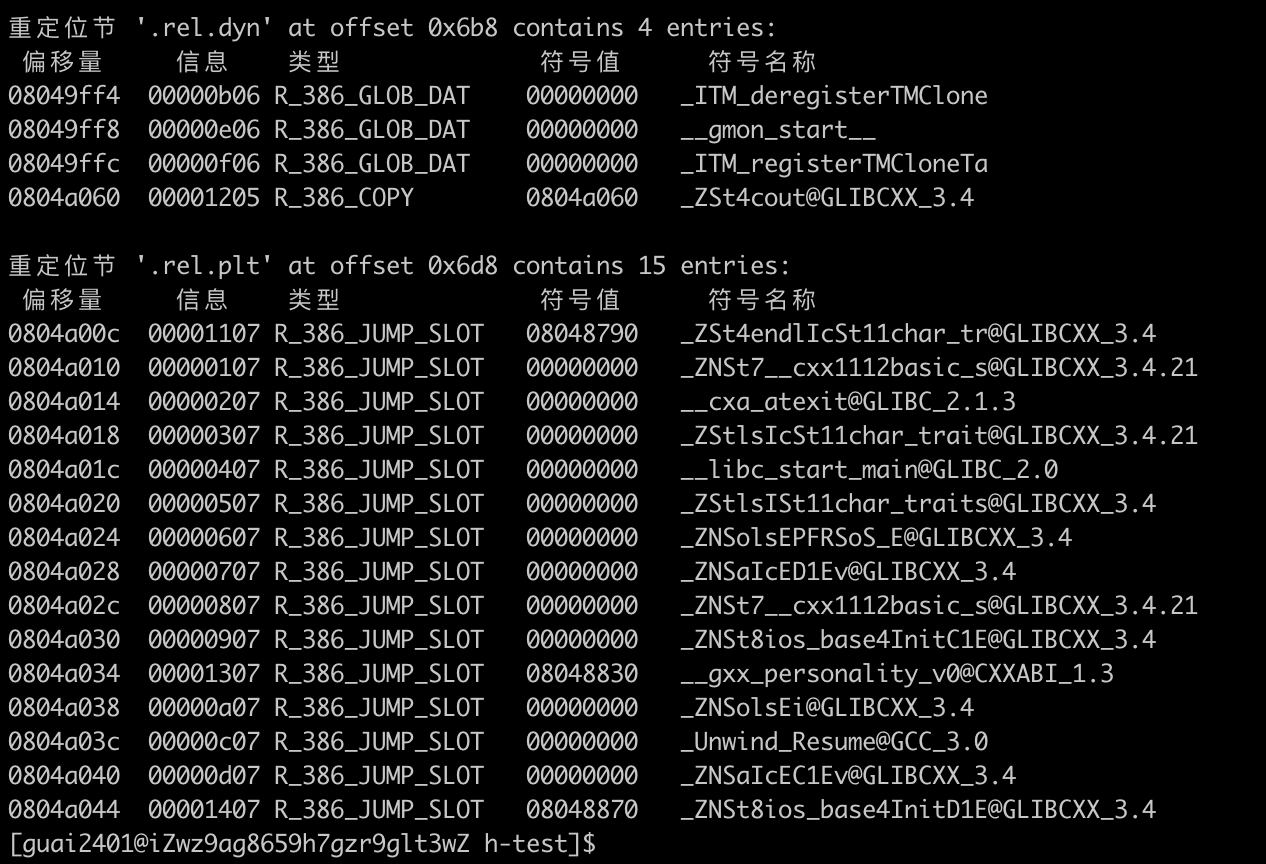 重定位节 '.rel.dyn' at offset 0x6b8 contains 4 entries:
偏移量 信息 类型 符号值 符号名称
08049ff4 00000b06 R_386_GLOB_DAT 00000000 _ITM_deregisterTMClone
08049ff8 00000e06 R_386_GLOB_DAT 00000000 __gmon_start__
08049ffc 00000f06 R_386_GLOB_DAT 00000000 _ITM_registerTMCloneTa
0804a060 00001205 R_386_COPY 0804a060 _ZSt4cout@GLIBCXX_3.4
重定位节 '.rel.plt' at offset 0x6d8 contains 15 entries:
偏移量 信息 类型 符号值 符号名称
0804a00c 00001107 R_386_JUMP_SLOT 08048790 _ZSt4endlIcSt11char_tr@GLIBCXX_3.4
0804a010 00000107 R_386_JUMP_SLOT 00000000 _ZNSt7__cxx1112basic_s@GLIBCXX_3.4.21
0804a014 00000207 R_386_JUMP_SLOT 00000000 __cxa_atexit@GLIBC_2.1.3
0804a018 00000307 R_386_JUMP_SLOT 00000000 _ZStlsIcSt11char_trait@GLIBCXX_3.4.21
0804a01c 00000407 R_386_JUMP_SLOT 00000000 __libc_start_main@GLIBC_2.0
0804a020 00000507 R_386_JUMP_SLOT 00000000 _ZStlsISt11char_traits@GLIBCXX_3.4
0804a024 00000607 R_386_JUMP_SLOT 00000000 _ZNSolsEPFRSoS_E@GLIBCXX_3.4
0804a028 00000707 R_386_JUMP_SLOT 00000000 _ZNSaIcED1Ev@GLIBCXX_3.4
0804a02c 00000807 R_386_JUMP_SLOT 00000000 _ZNSt7__cxx1112basic_s@GLIBCXX_3.4.21
0804a030 00000907 R_386_JUMP_SLOT 00000000 _ZNSt8ios_base4InitC1E@GLIBCXX_3.4
0804a034 00001307 R_386_JUMP_SLOT 08048830 __gxx_personality_v0@CXXABI_1.3
0804a038 00000a07 R_386_JUMP_SLOT 00000000 _ZNSolsEi@GLIBCXX_3.4
0804a03c 00000c07 R_386_JUMP_SLOT 00000000 _Unwind_Resume@GCC_3.0
0804a040 00000d07 R_386_JUMP_SLOT 00000000 _ZNSaIcEC1Ev@GLIBCXX_3.4
0804a044 00001407 R_386_JUMP_SLOT 08048870 _ZNSt8ios_base4InitD1E@GLIBCXX_3.4
[guai2401@iZwz9ag8659h7gzr9glt3wZ h-test]$